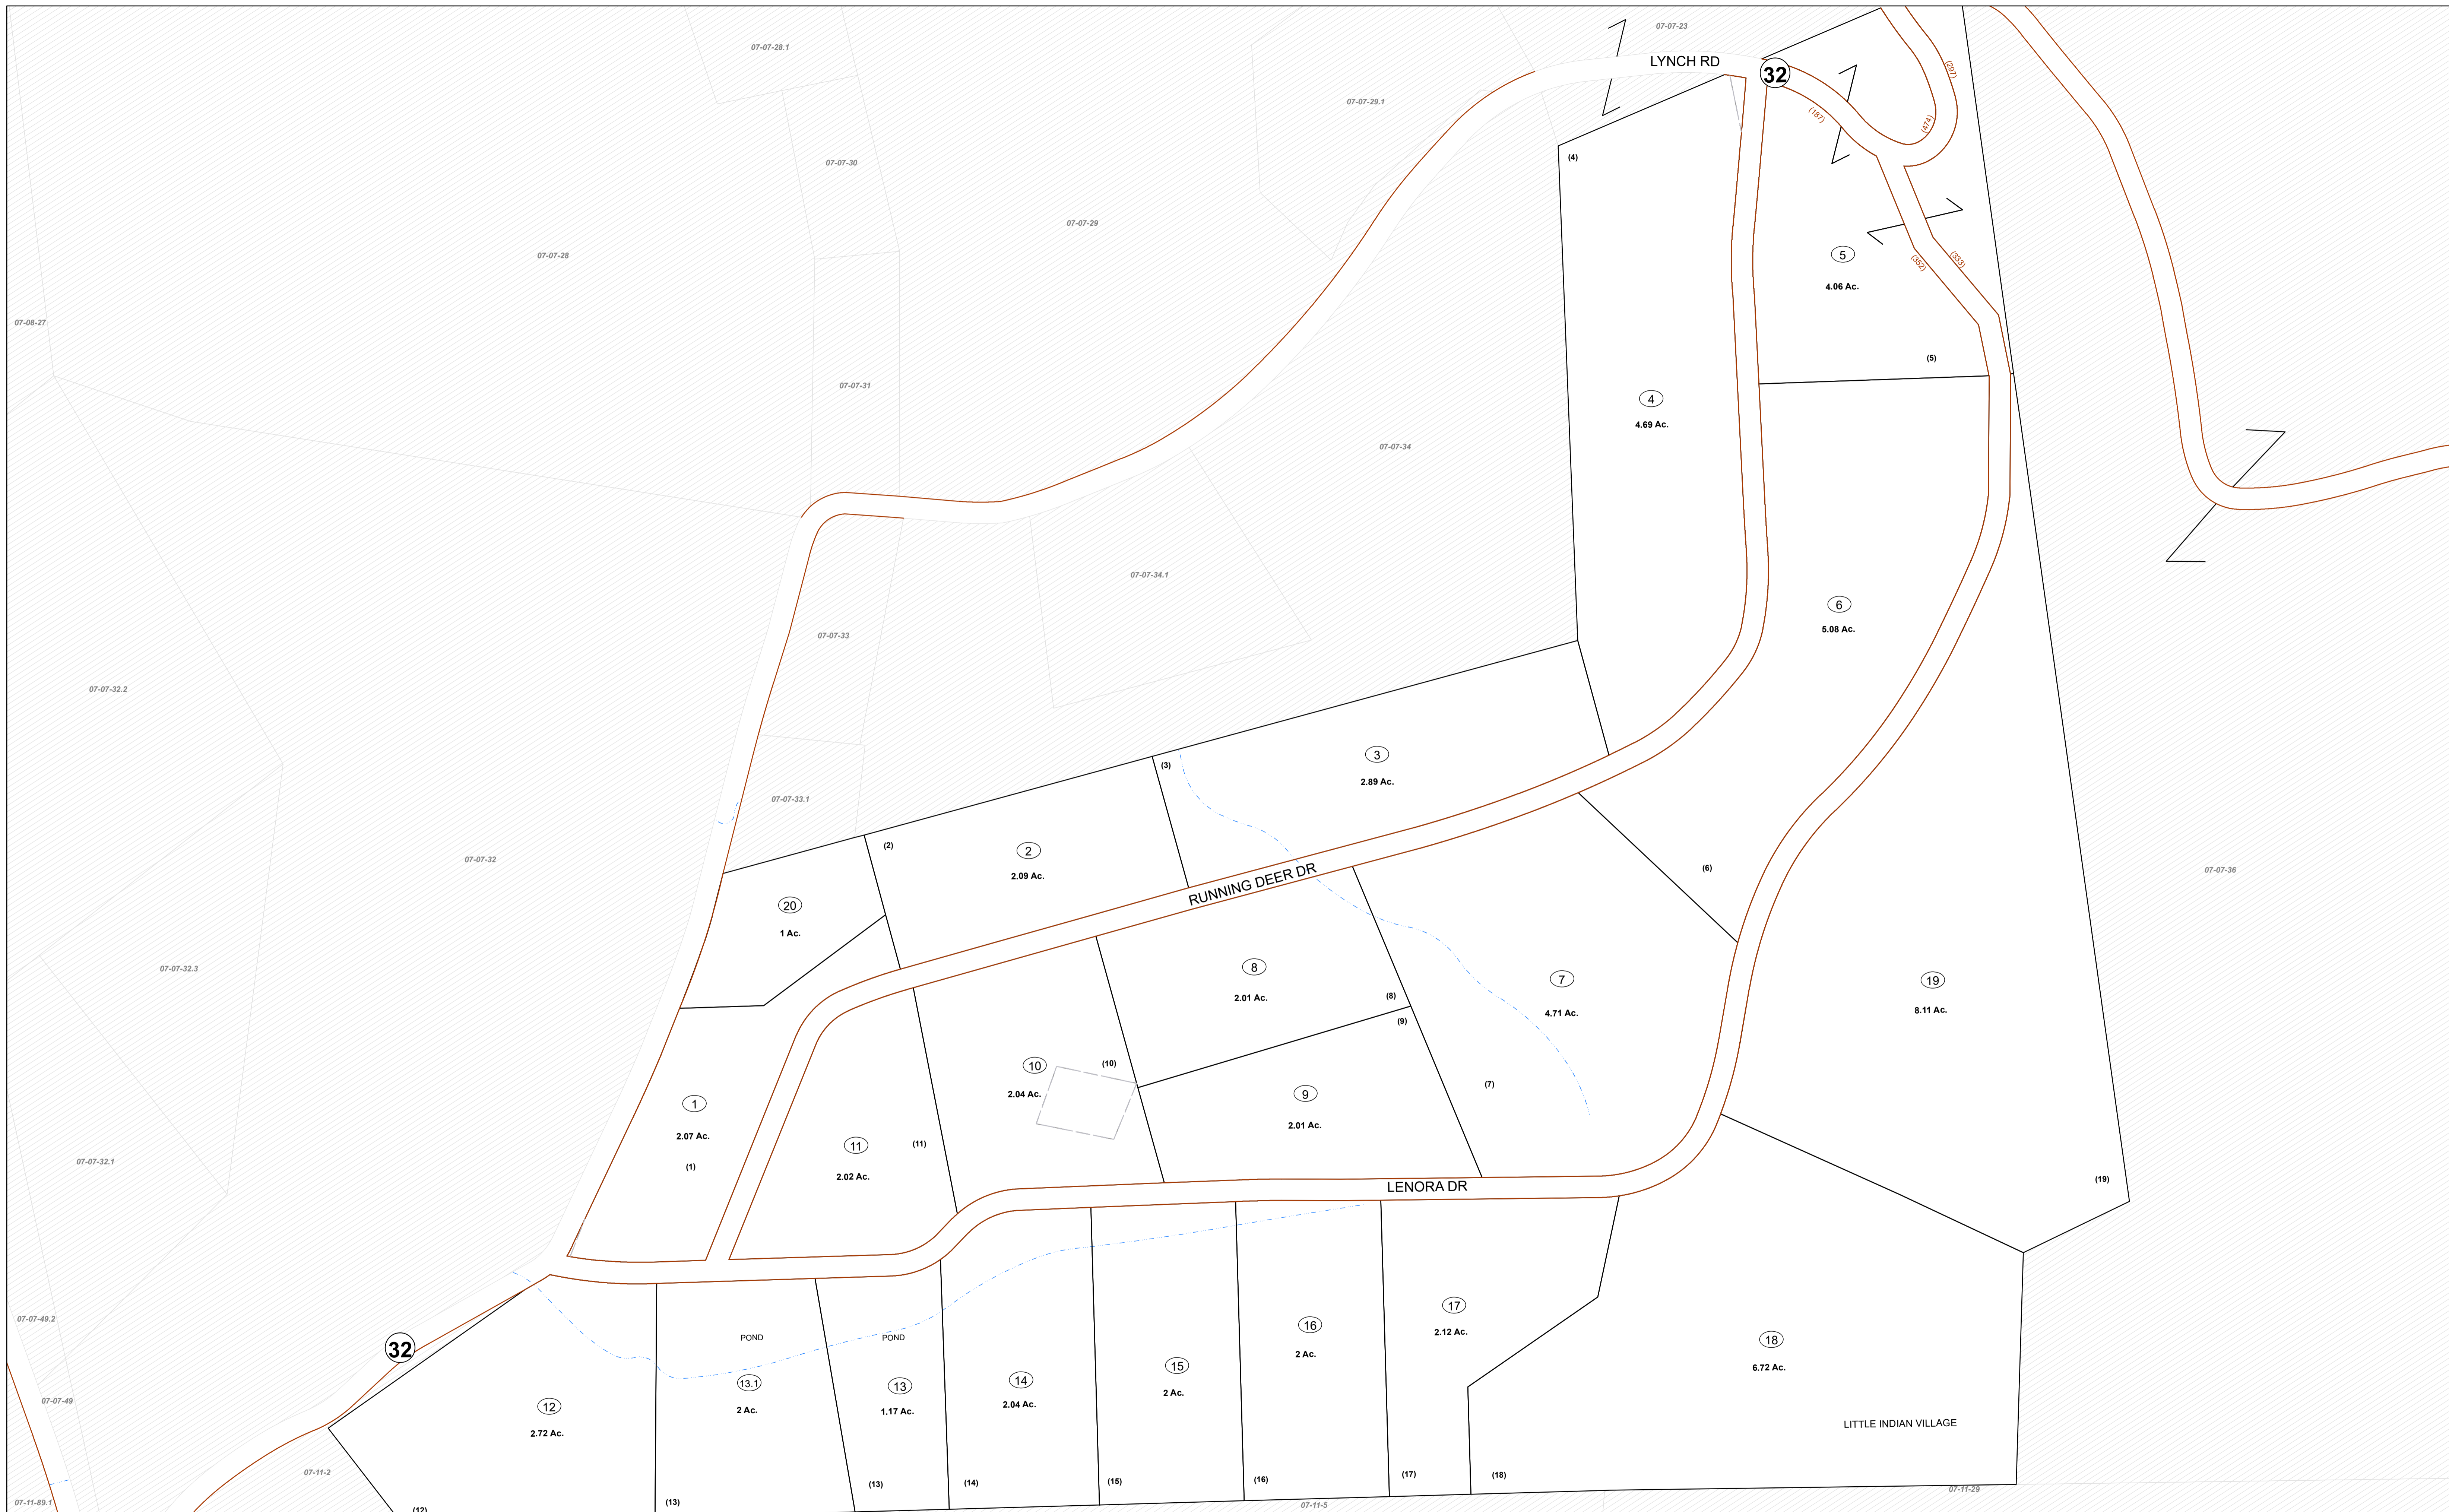 07-07-23
07-07-28.1
LYNCH RD
32
(297)
07-07-29.1
(187)
(474)
07-07-30
(4)
07-07-29
07-07-28
5
(352)
(333)
4.06 Ac.
07-08-27
(5)
07-07-31
4
4.69 Ac.
07-07-34
07-07-34.1
6
5.08 Ac.
07-07-33
07-07-32.2
3
(3)
2.89 Ac.
07-07-33.1
(2)
2
2.09 Ac.
07-07-32
(6)
07-07-36
RUNNING DEER DR
20
1 Ac.
07-07-32.3
8
2.01 Ac.
(8)
7
4.71 Ac.
19
8.11 Ac.
(9)
10
(10)
2.04 Ac.
(7)
9
2.01 Ac.
1
2.07 Ac.
(1)
11
(11)
2.02 Ac.
07-07-32.1
(19)
LENORA DR
07-07-49.2
32
POND
POND
16
2 Ac.
17
2.12 Ac.
18
6.72 Ac.
15
2 Ac.
14
2.04 Ac.
13.1
2 Ac.
13
1.17 Ac.
12
2.72 Ac.
07-07-49
LITTLE INDIAN VILLAGE
07-11-2
(13)
(14)
(15)
(16)
(17)
(18)
07-11-29
07-11-89.1
(12)
(13)
07-11-5